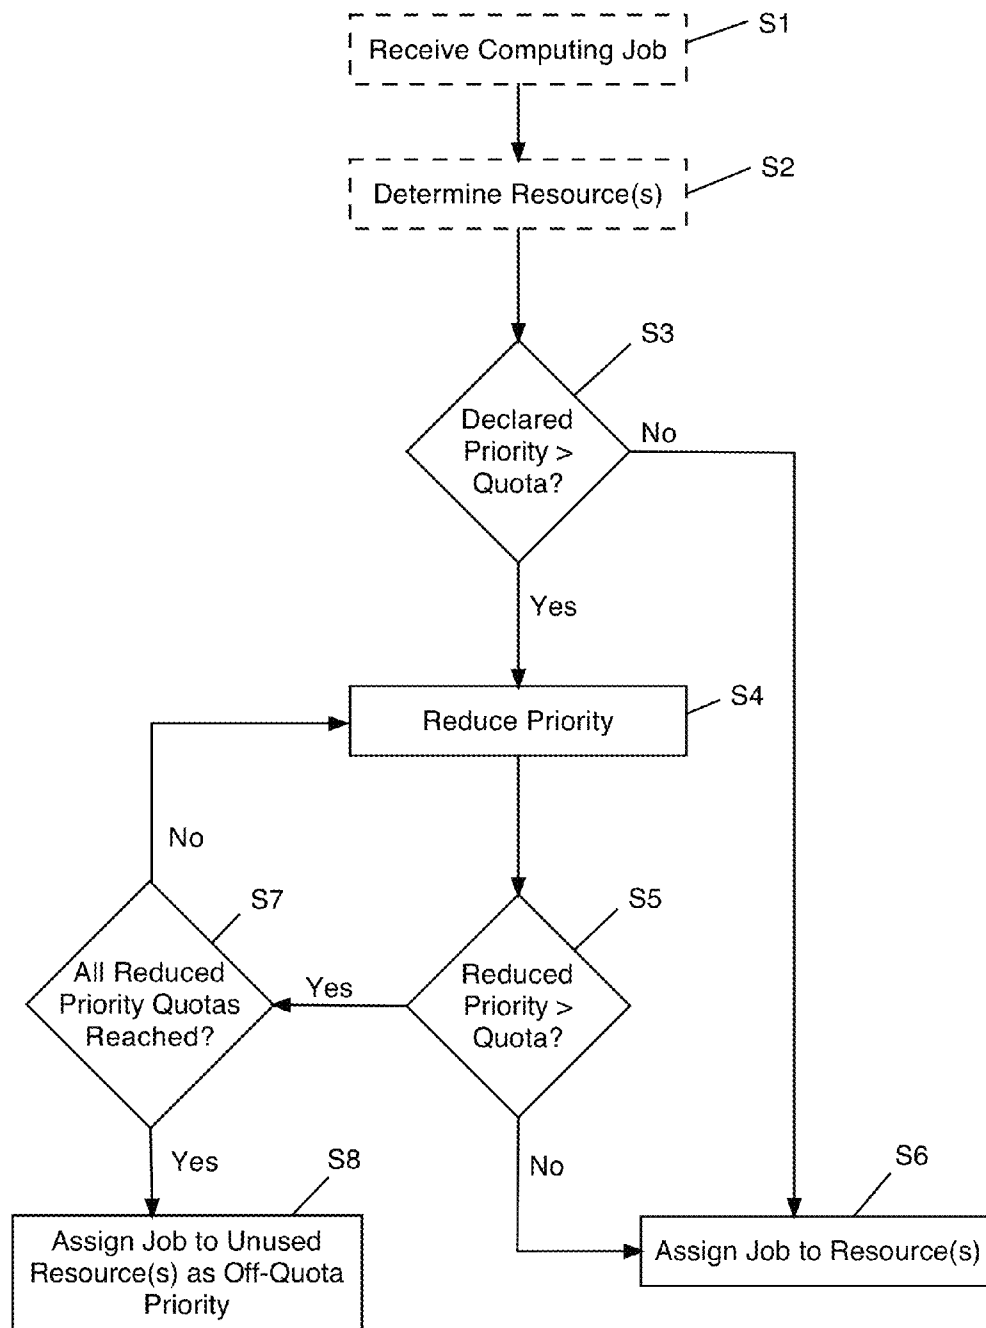 S1
Receive Computing Job
S2
Determine Resource(s)
S3
Declared
Priority >
Quota?
No
Yes
S4
Reduce Priority
No
S7
S5
All Reduced
Priority Quotas
Reached?
Yes
Reduced
Priority >
Quota?
Yes
S8
No
S6
Assign Job to Unused
Resource(s) as Off-Quota
Priority
Assign Job to Resource(s)